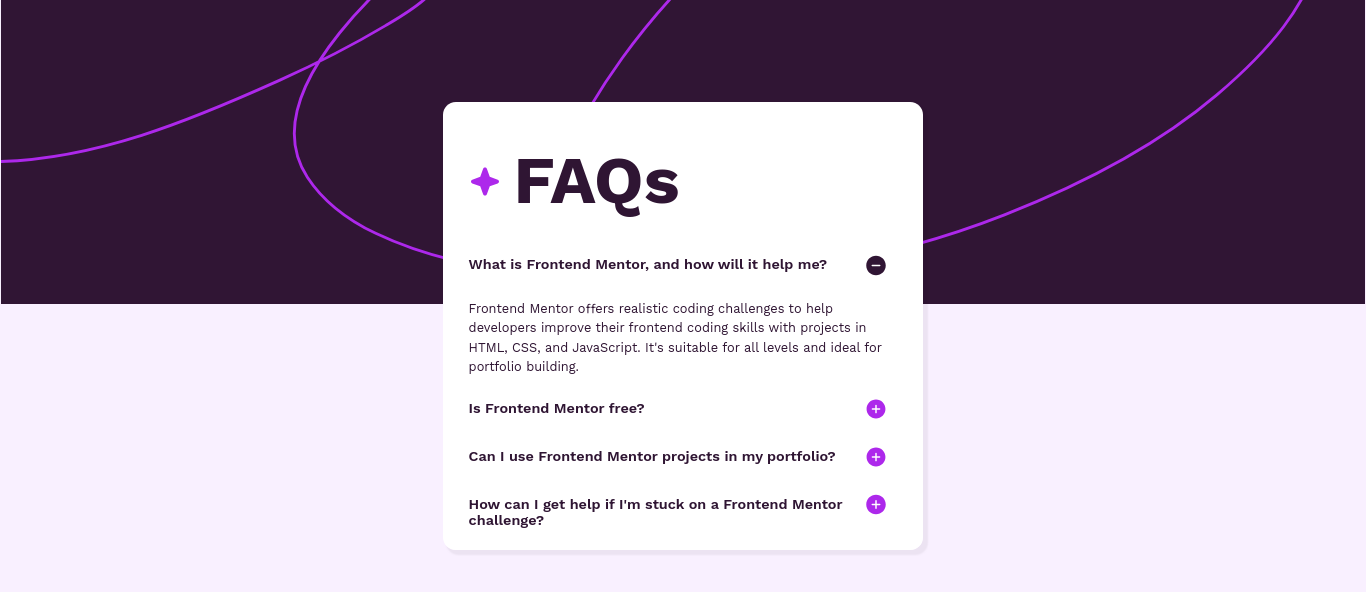 FAQs
What is Frontend Mentor, and how will it help me?
Frontend Mentor offers realistic coding challenges to help
developers improve their frontend coding skills with projects in
HTML, CSS, and JavaScript. It's suitable for all levels and ideal for
portfolio building.
Is Frontend Mentor free?
Can I use Frontend Mentor projects in my portfolio?
How can I get help if I'm stuck on a Frontend Mentor
challenge?